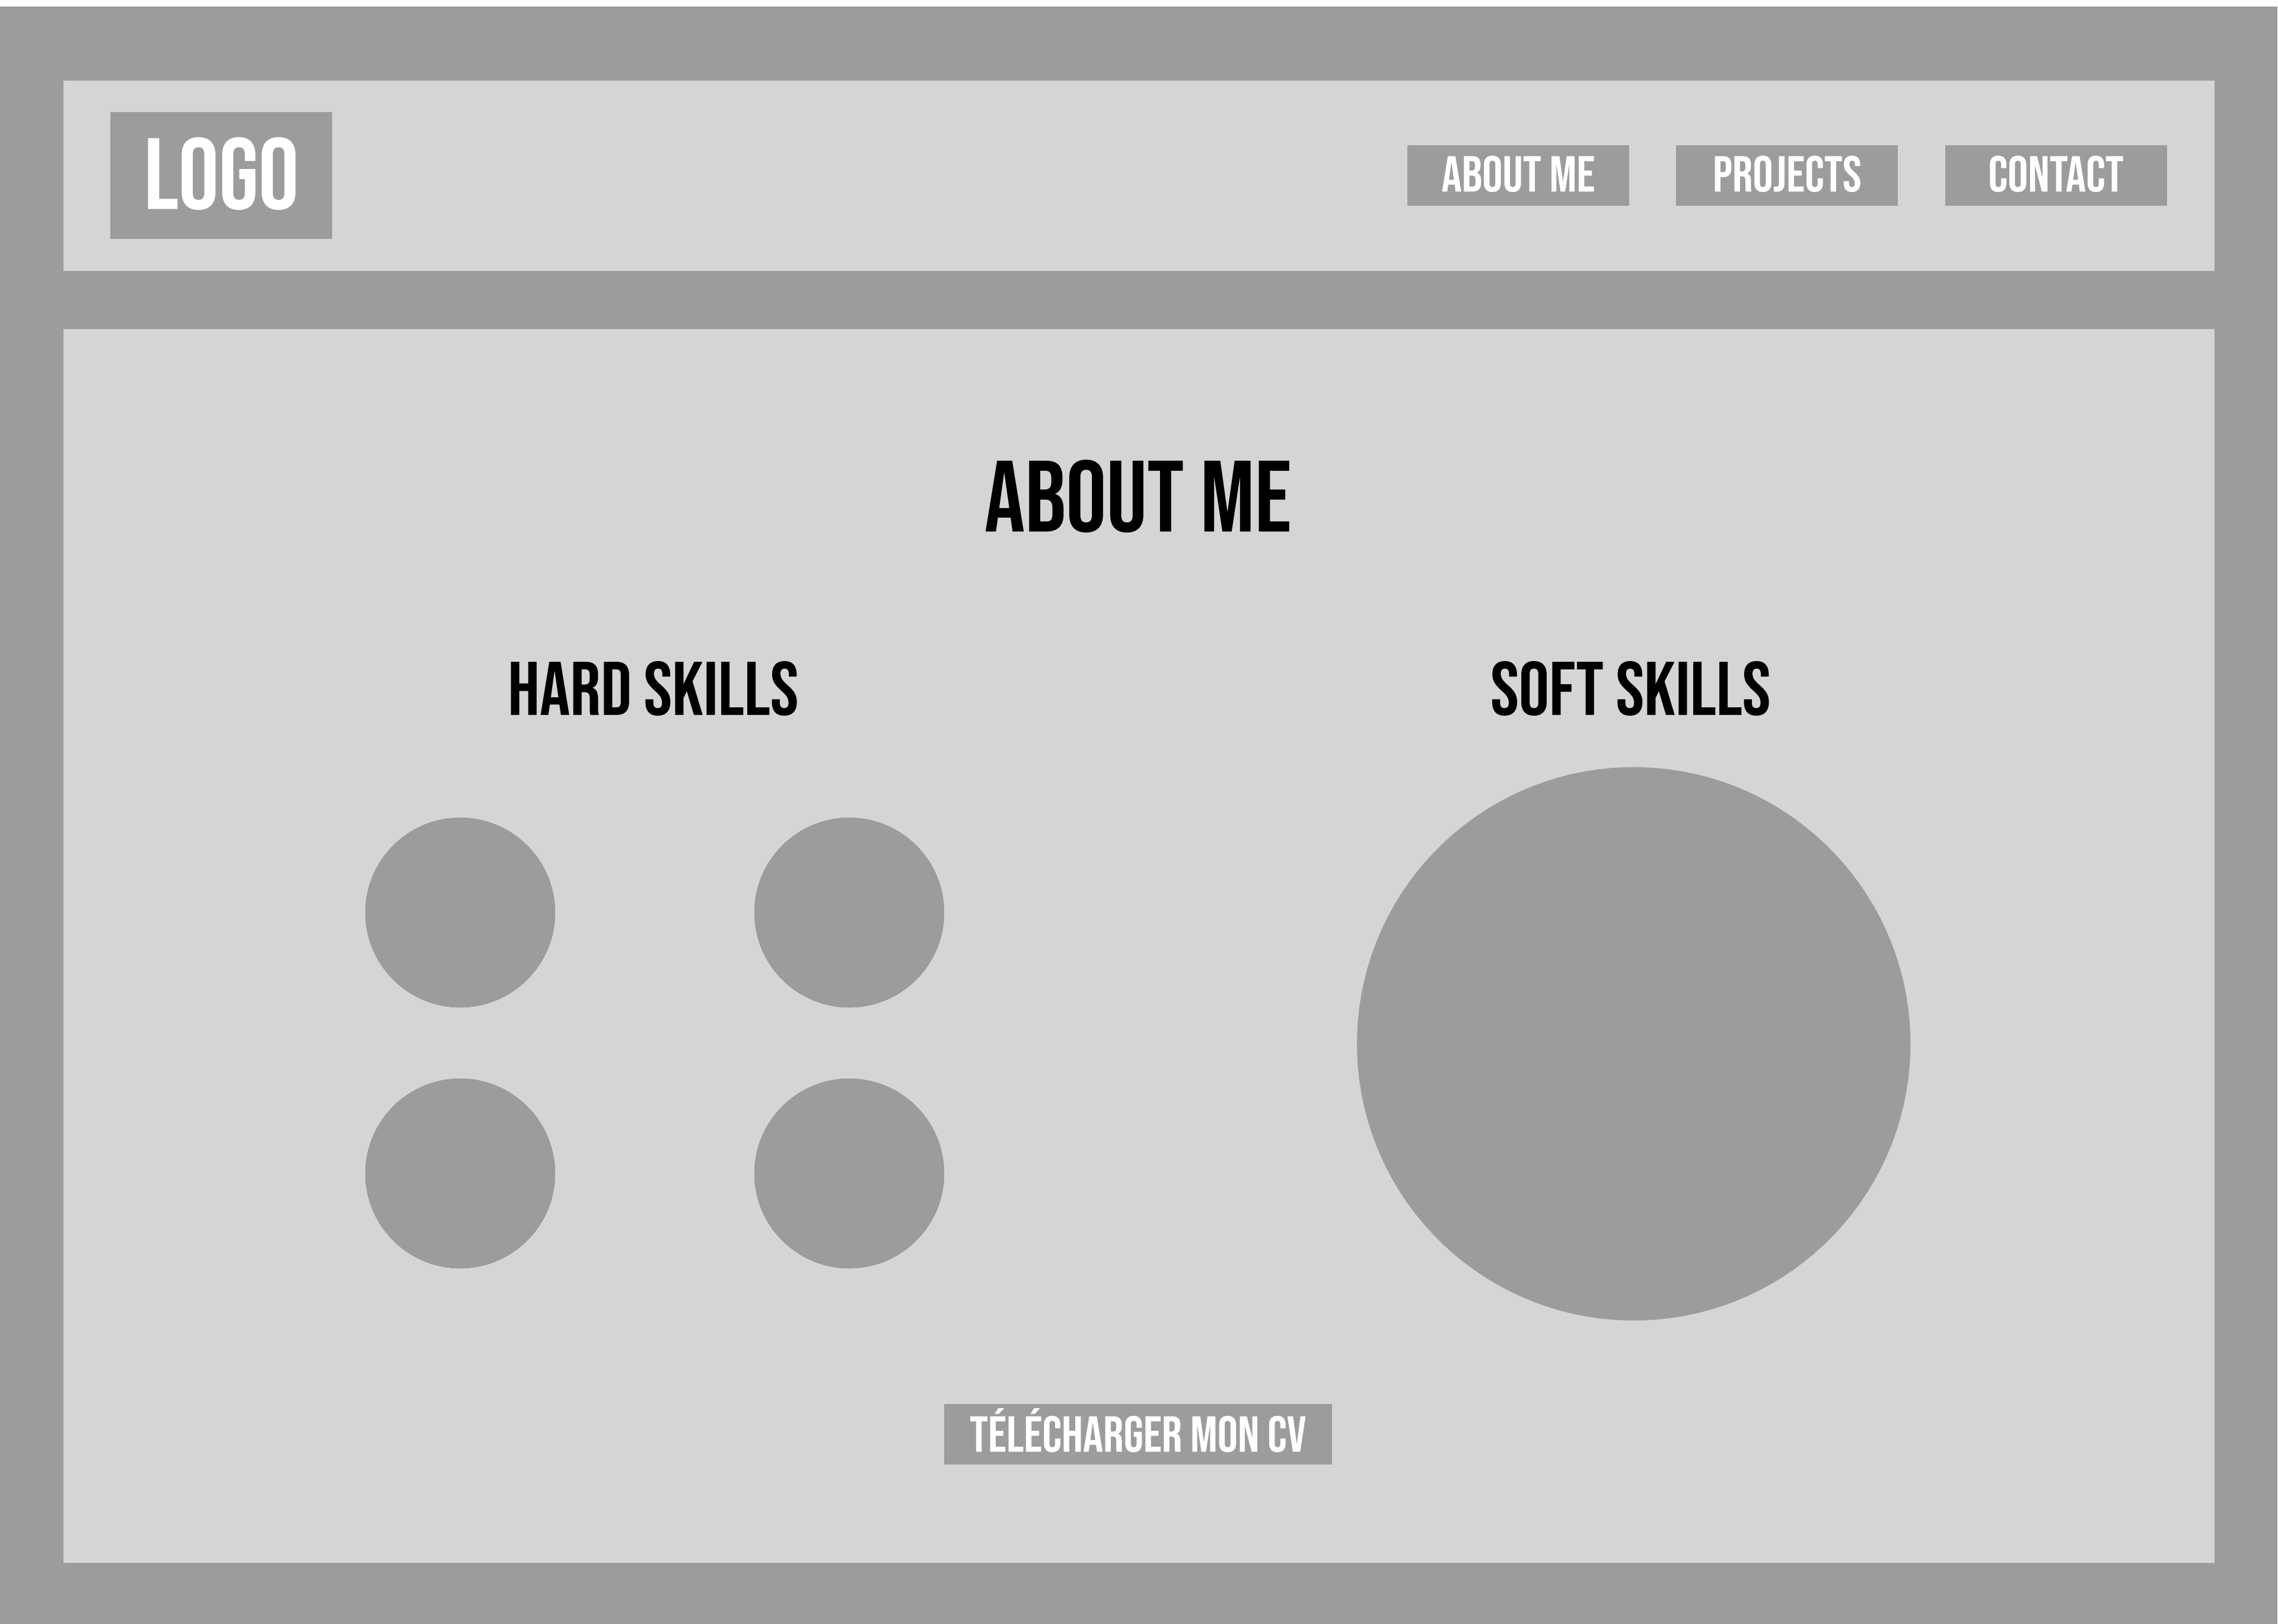 LOGO
ABOUT ME
PROJECTS
CONTACT
ABOUT ME
HARD SKILLS
SOFT SKILLS
TÉLÉCHARGER MON CV